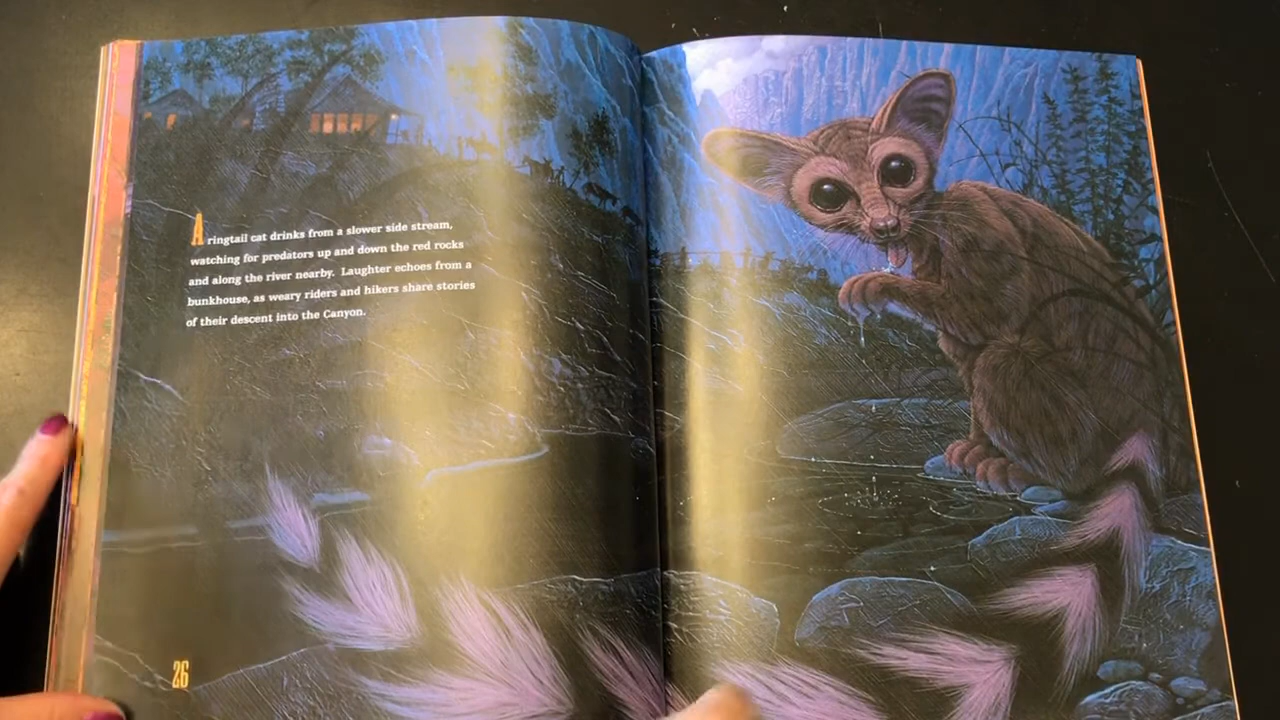 A ringtail cat drinks from a slower side stream,
watching for predators up and down the red rocks
and along the river nearby. Laughter echoes from a
bunkhouse, as weary riders and hikers share stories
of their descent into the Canyon.
26